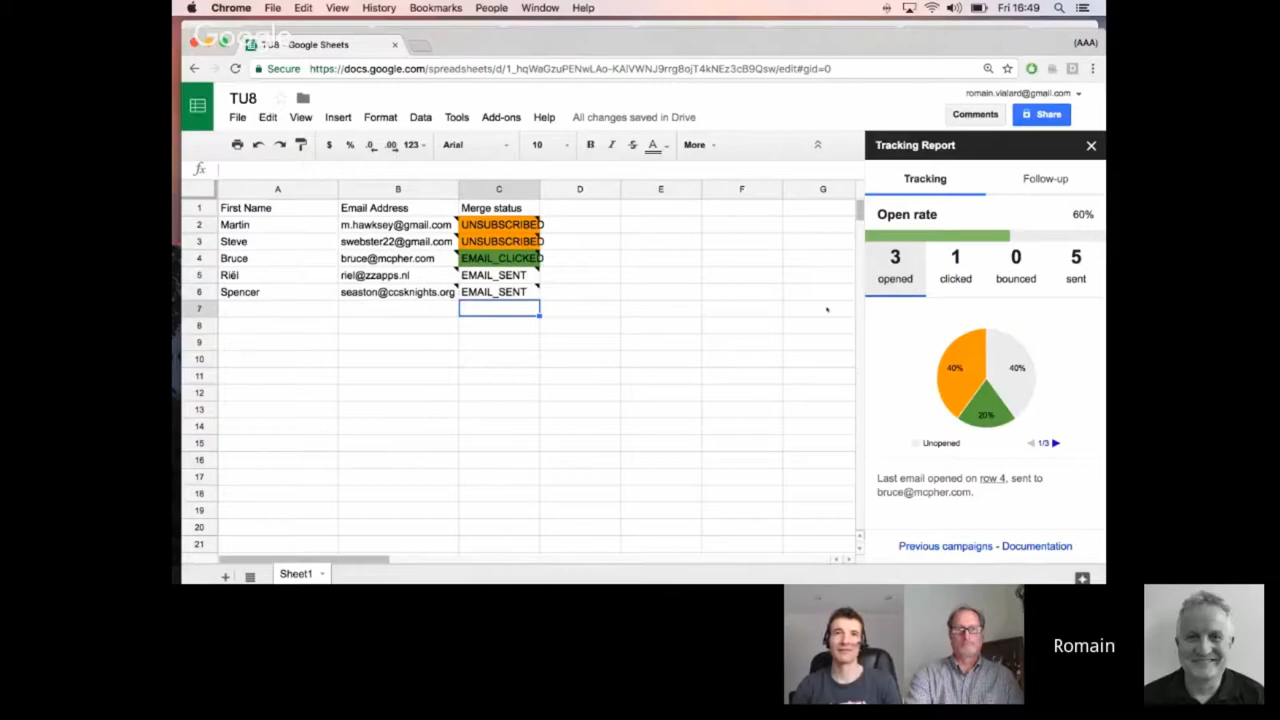 Chrome File Edit View History Bookmarks People Window Help Fri 16:49
Google
TU8 - Google Sheets × (AAA)
Secure https://docs.google.com/spreadsheets/d/1_hqWaGzuPENwLAo-KAlVWNJ9rrg8ojT4kNEz3cB9Qsw/edit#gid=0
TU8 romain.vialard@gmail.com
File Edit View Insert Format Data Tools Add-ons Help All changes saved in Drive Comments Share
$ % .0 .00 123 Arial 10 B I S A More
Tracking Report
fx
Tracking Follow-up
A B C D E F G
Open rate 60%
1 First Name Email Address Merge status
2 Martin m.hawksey@gmail.com UNSUBSCRIBED
3 Steve swebster22@gmail.com UNSUBSCRIBED
4 Bruce bruce@mcpher.com EMAIL_CLICKED
5 Riël riel@zzapps.nl EMAIL_SENT
6 Spencer seaston@ccsknights.org EMAIL_SENT
7
8
9
10
11
12
13
14
15
16
17
18
19
20
21
3 1 0 5
opened clicked bounced sent
40% 40%
20%
Unopened 1/3
Last email opened on row 4, sent to
bruce@mcpher.com.
Previous campaigns - Documentation
+ Sheet1
Romain